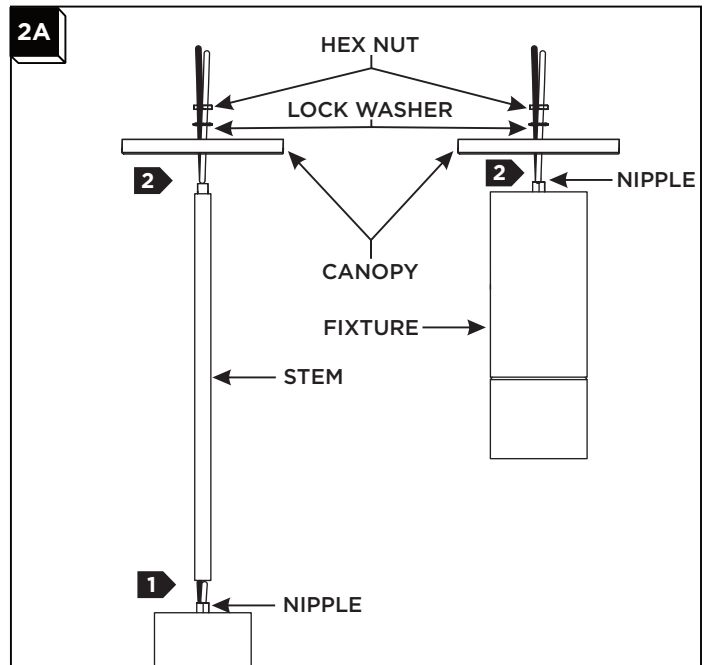 2A
HEX NUT
LOCK WASHER
2
2
NIPPLE
CANOPY
FIXTURE
STEM
1
NIPPLE